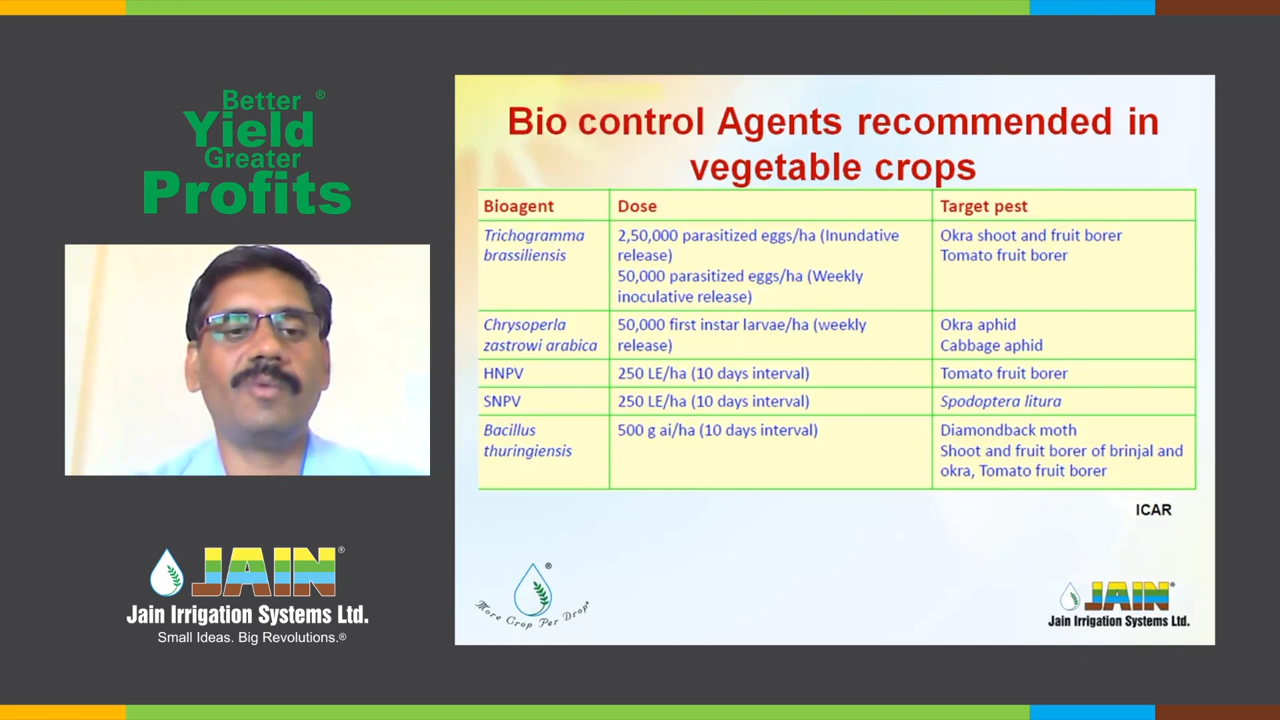 Better ®
Yield
Greater
Profits
JAIN®
Jain Irrigation Systems Ltd.
Small Ideas. Big Revolutions.®
Bio control Agents recommended in
vegetable crops
Bioagent Dose Target pest
Trichogramma 2,50,000 parasitized eggs/ha (Inundative Okra shoot and fruit borer
brassiliensis release) Tomato fruit borer
50,000 parasitized eggs/ha (Weekly
inoculative release)
Chrysoperla 50,000 first instar larvae/ha (weekly Okra aphid
zastrowi arabica release) Cabbage aphid
HNPV 250 LE/ha (10 days interval) Tomato fruit borer
SNPV 250 LE/ha (10 days interval) Spodoptera litura
Bacillus 500 g ai/ha (10 days interval) Diamondback moth
thuringiensis Shoot and fruit borer of brinjal and
okra, Tomato fruit borer
ICAR
®
More Crop Per Drop®
JAIN®
Jain Irrigation Systems Ltd.